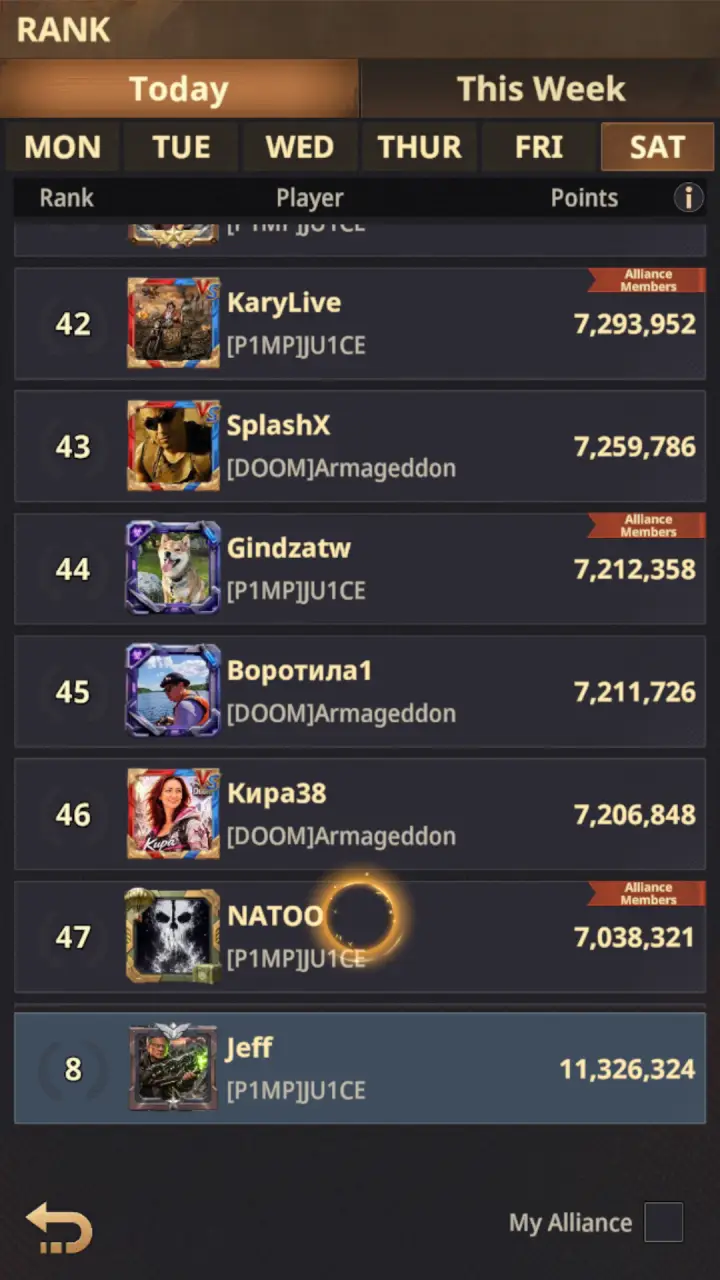 RANK
Today
This Week
MON TUE WED THUR FRI SAT
Rank Player Points i
[P1MP]JU1CE
Alliance Members
42 KaryLive 7,293,952
[P1MP]JU1CE
43 SplashX 7,259,786
[DOOM]Armageddon
Alliance Members
44 Gindzatw 7,212,358
[P1MP]JU1CE
45 Воротила1 7,211,726
[DOOM]Armageddon
46 Кира38 7,206,848
[DOOM]Armageddon
Alliance Members
47 NATOO 7,038,321
[P1MP]JU1CE
8 Jeff 11,326,324
[P1MP]JU1CE
My Alliance